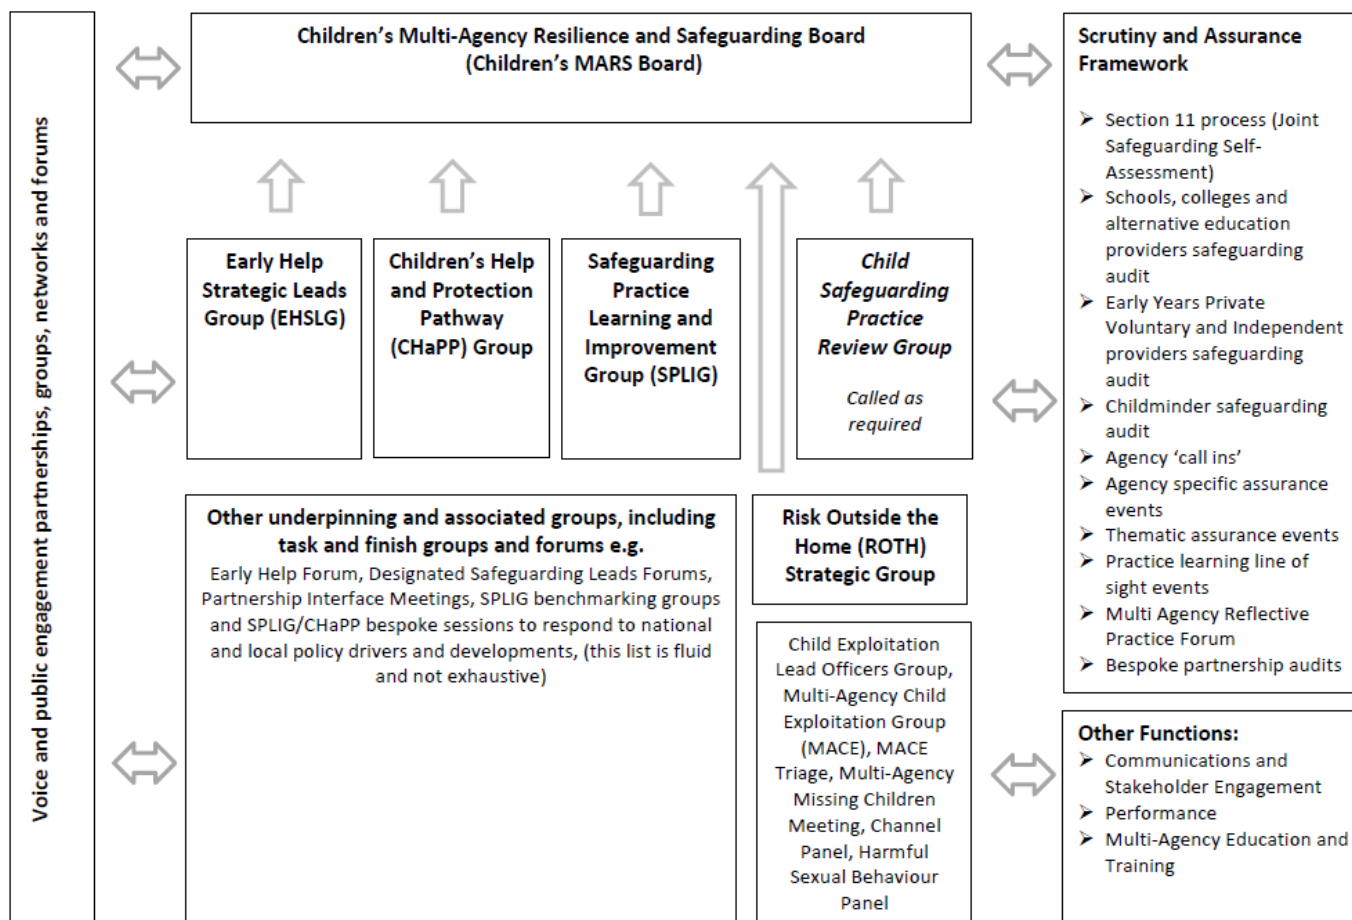 Voice and public engagement partnerships, groups, networks and forums
Children’s Multi-Agency Resilience and Safeguarding Board
(Children’s MARS Board)
Early Help
Strategic Leads
Group (EHSLG)
Children’s Help
and Protection
Pathway
(CHaPP) Group
Safeguarding
Practice
Learning and
Improvement
Group (SPLIG)
Child
Safeguarding
Practice
Review Group
Called as
required
Other underpinning and associated groups, including
task and finish groups and forums e.g.
Early Help Forum, Designated Safeguarding Leads Forums,
Partnership Interface Meetings, SPLIG benchmarking groups
and SPLIG/CHaPP bespoke sessions to respond to national
and local policy drivers and developments, (this list is fluid
and not exhaustive)
Risk Outside the
Home (ROTH)
Strategic Group
Child Exploitation
Lead Officers Group,
Multi-Agency Child
Exploitation Group
(MACE), MACE
Triage, Multi-Agency
Missing Children
Meeting, Channel
Panel, Harmful
Sexual Behaviour
Panel
Scrutiny and Assurance
Framework
➤ Section 11 process (Joint
Safeguarding Self-
Assessment)
➤ Schools, colleges and
alternative education
providers safeguarding
audit
➤ Early Years Private
Voluntary and Independent
providers safeguarding
audit
➤ Childminder safeguarding
audit
➤ Agency ‘call ins’
➤ Agency specific assurance
events
➤ Thematic assurance events
➤ Practice learning line of
sight events
➤ Multi Agency Reflective
Practice Forum
➤ Bespoke partnership audits
Other Functions:
➤ Communications and
Stakeholder Engagement
➤ Performance
➤ Multi-Agency Education and
Training